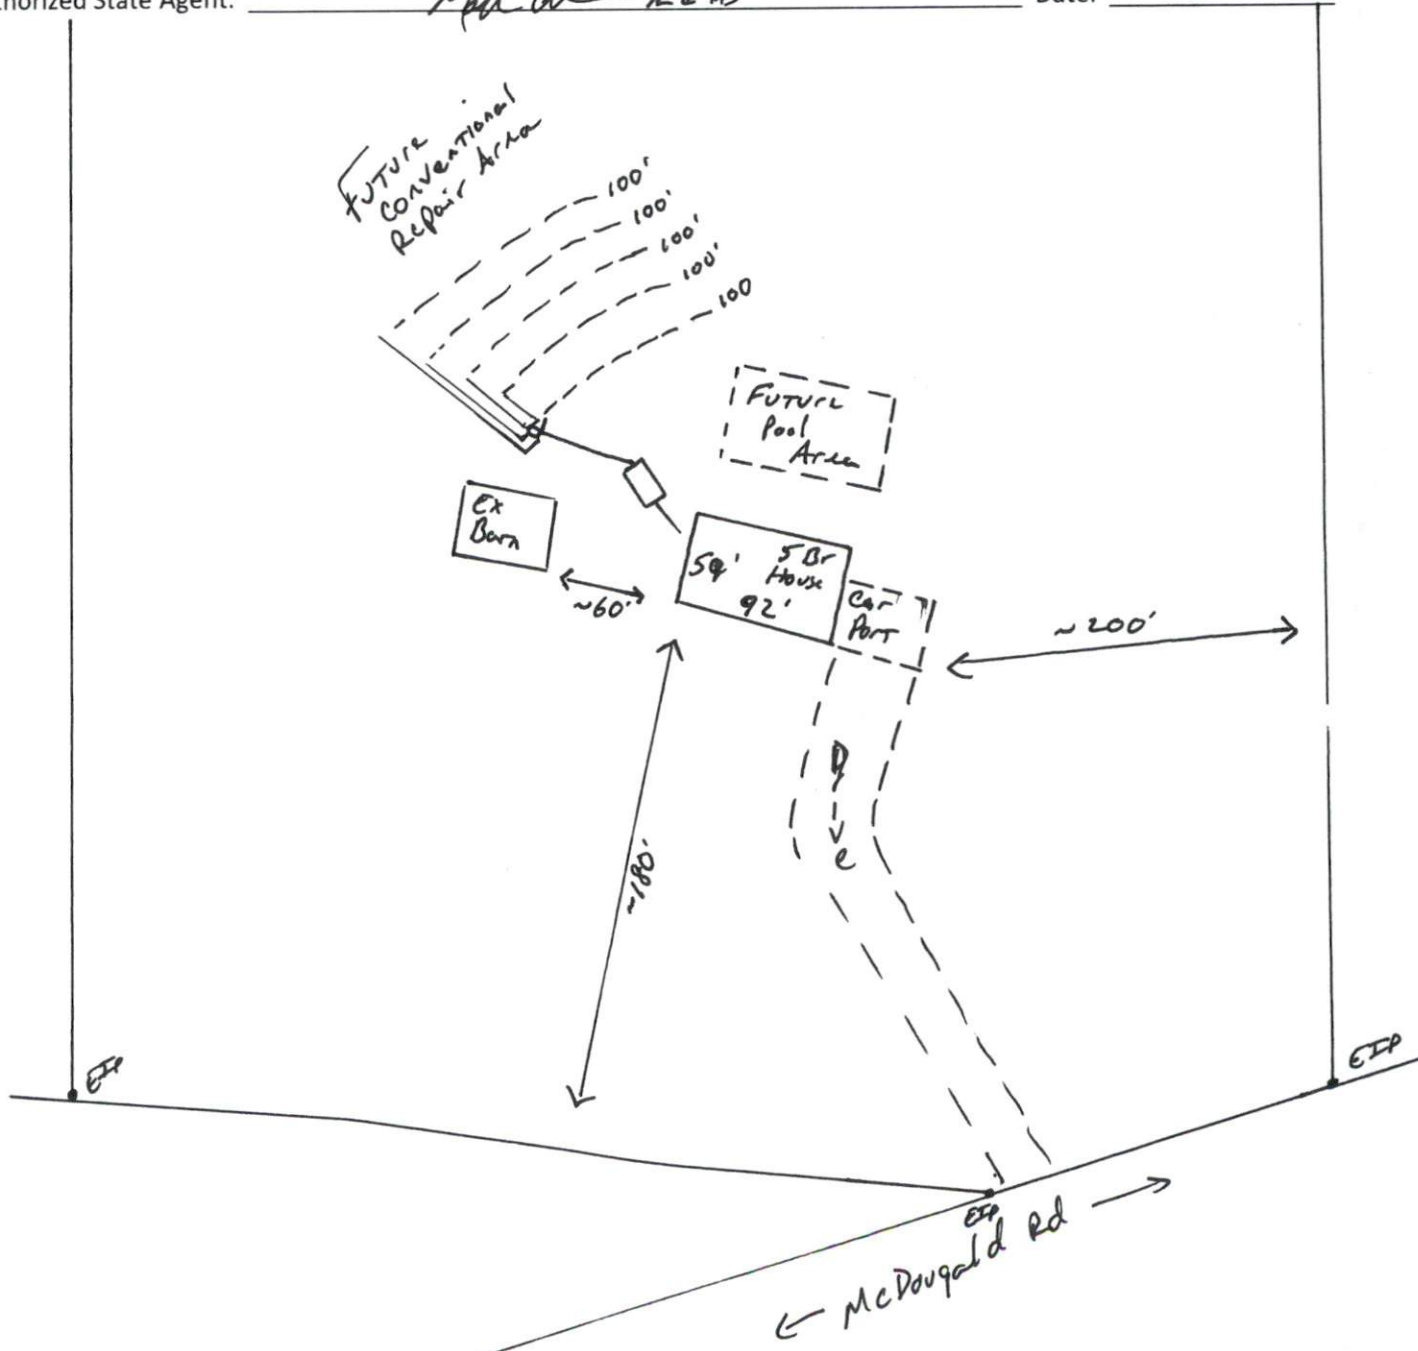 horized State Agent:
Date:
Future
Conventional
Repair Area
100'
100'
100'
100'
100
Future
Pool
Area
Ex
Barn
5 Br
House
59'
92'
Car
Port
~60'
~200'
~180'
D
e
EIP
EIP
EIP
← McDougald Rd →